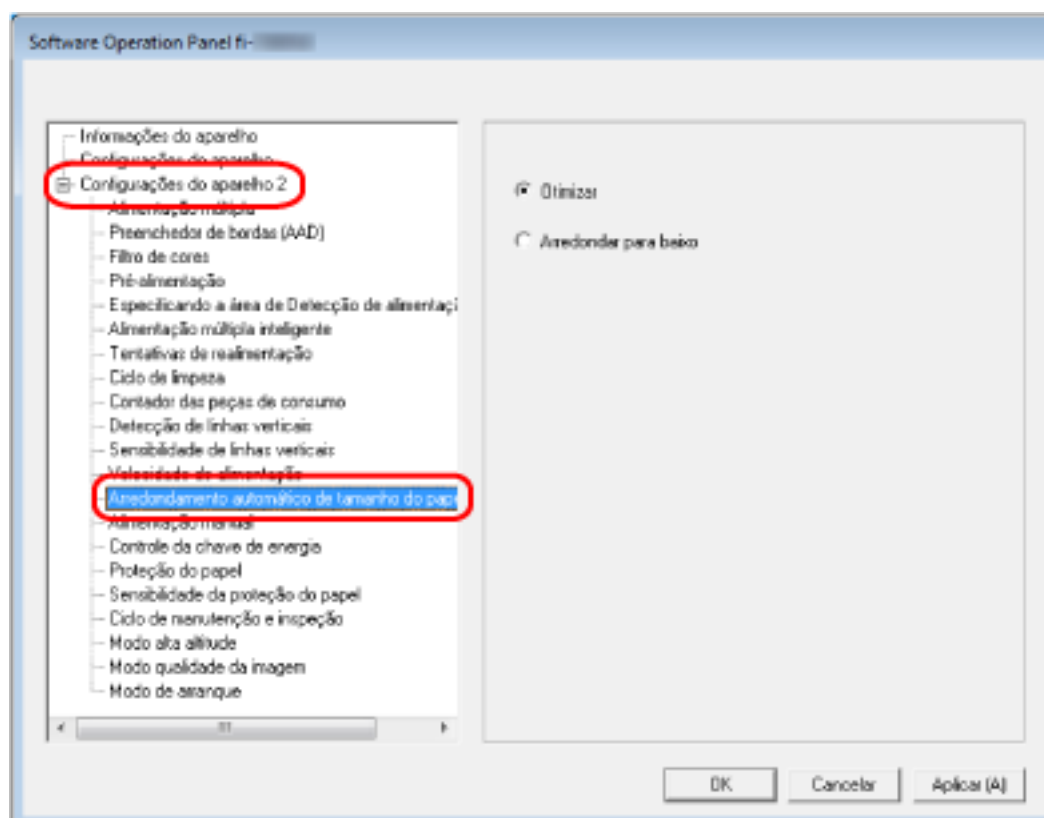 Software Operation Panel fi-
Informações do aparelho
Configurações do aparelho
Configurações do aparelho 2
Alimentação múltipla
Preenchedor de bordas (AAD)
Filtro de cores
Pré-alimentação
Especificando a área de Detecção de alimentaçã
Alimentação múltipla inteligente
Tentativas de realimentação
Ciclo de limpeza
Contador das peças de consumo
Detecção de linhas verticais
Sensibilidade de linhas verticais
Velocidade de alimentação
Arredondamento automático de tamanho do pape
Alimentação manual
Controle da chave de energia
Proteção do papel
Sensibilidade da proteção do papel
Ciclo de manutenção e inspeção
Modo alta altitude
Modo qualidade da imagem
Modo de arranque
Otimizar
Arredondar para baixo
OK
Cancelar
Aplicar (A)